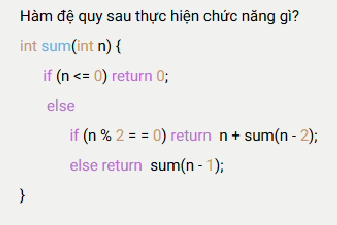 Hàm đệ quy sau thực hiện chức năng gì?
int sum(int n) {
if (n <= 0) return 0;
else
if (n % 2 = = 0) return n + sum(n - 2);
else return sum(n - 1);
}